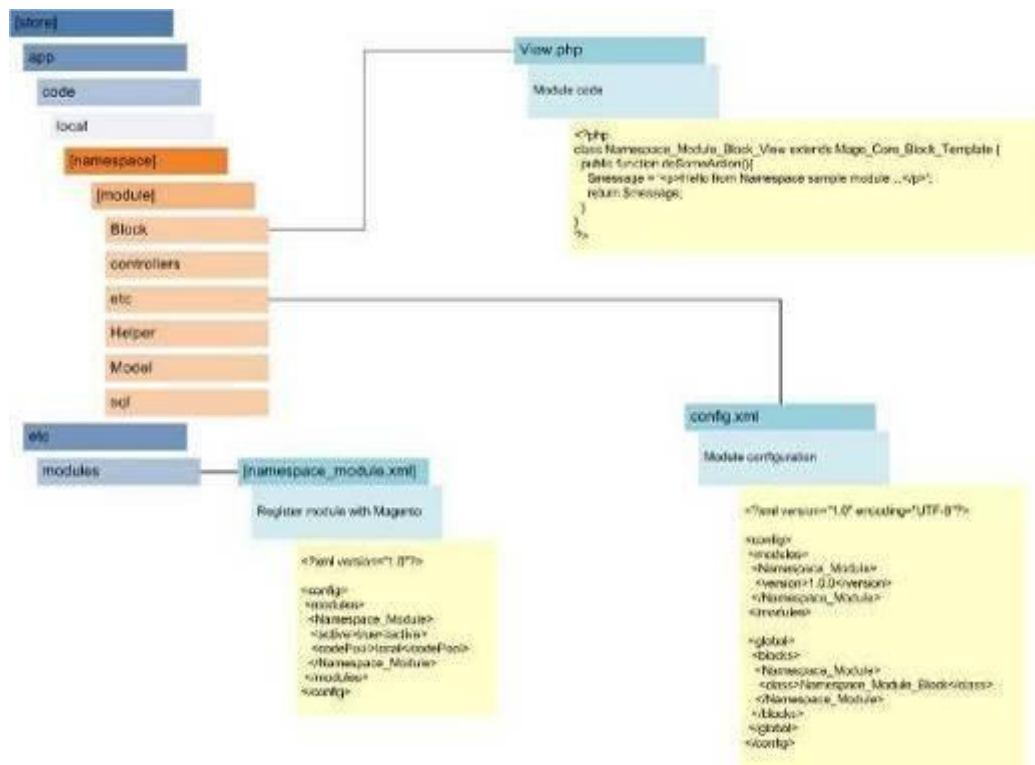 [store]
app
code
local
[namespace]
[module]
Block
controllers
etc
Helper
Model
sql
etc
modules
[namespace_module.xml]
Register module with Magento
<?xml version="1.0"?>
<config>
<modules>
<Namespace_Module>
<active>true</active>
<codePool>local</codePool>
</Namespace_Module>
</modules>
</config>
View.php
Module code
<?php
class Namespace_Module_Block_View extends Mage_Core_Block_Template {
public function doSomeAction(){
$message = '<p>Hello from Namespace sample module ...</p>';
return $message;
}
}
?>
config.xml
Module configuration
<?xml version="1.0" encoding="UTF-8"?>
<config>
<modules>
<Namespace_Module>
<version>1.0.0</version>
</Namespace_Module>
</modules>
<global>
<blocks>
<Namespace_Module>
<class>Namespace_Module_Block</class>
</Namespace_Module>
</blocks>
</global>
</config>